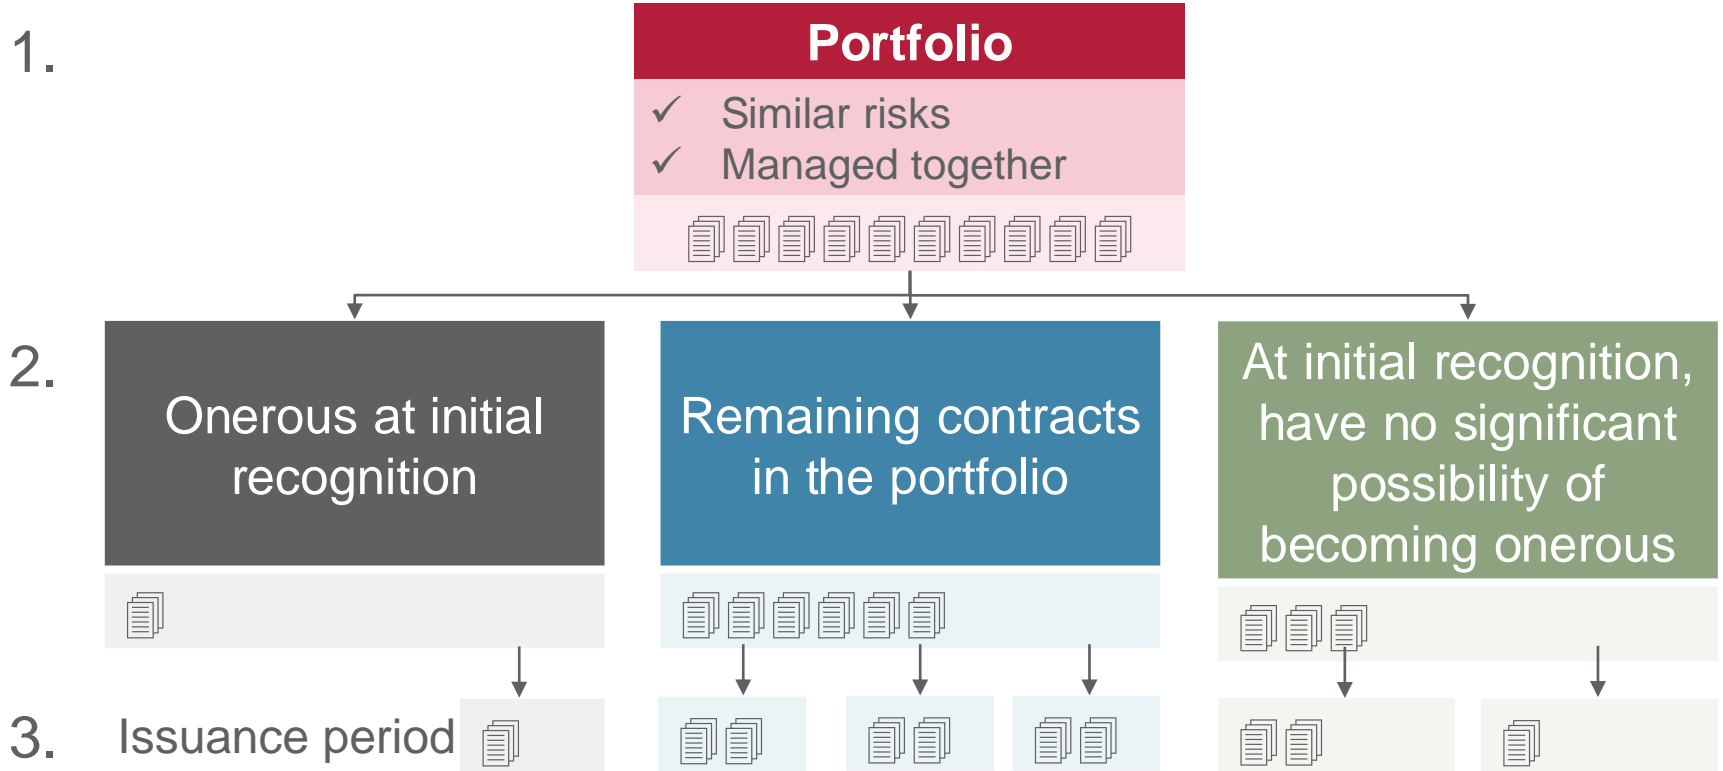 1.
Portfolio
✓ Similar risks
✓ Managed together
2.
Onerous at initial
recognition
Remaining contracts
in the portfolio
At initial recognition,
have no significant
possibility of
becoming onerous
3.
Issuance period